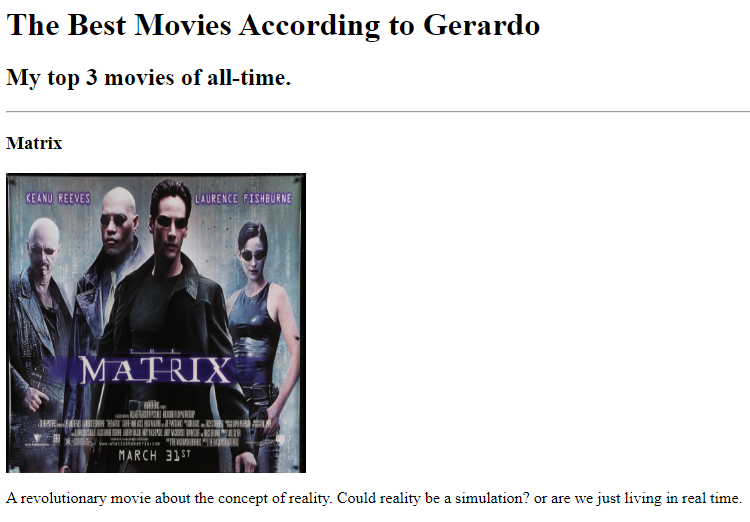 The Best Movies According to Gerardo
My top 3 movies of all-time.
Matrix
KEANU REEVES
LAURENCE FISHBURNE
THE
MATRIX
MARCH 31ST
A revolutionary movie about the concept of reality. Could reality be a simulation? or are we just living in real time.